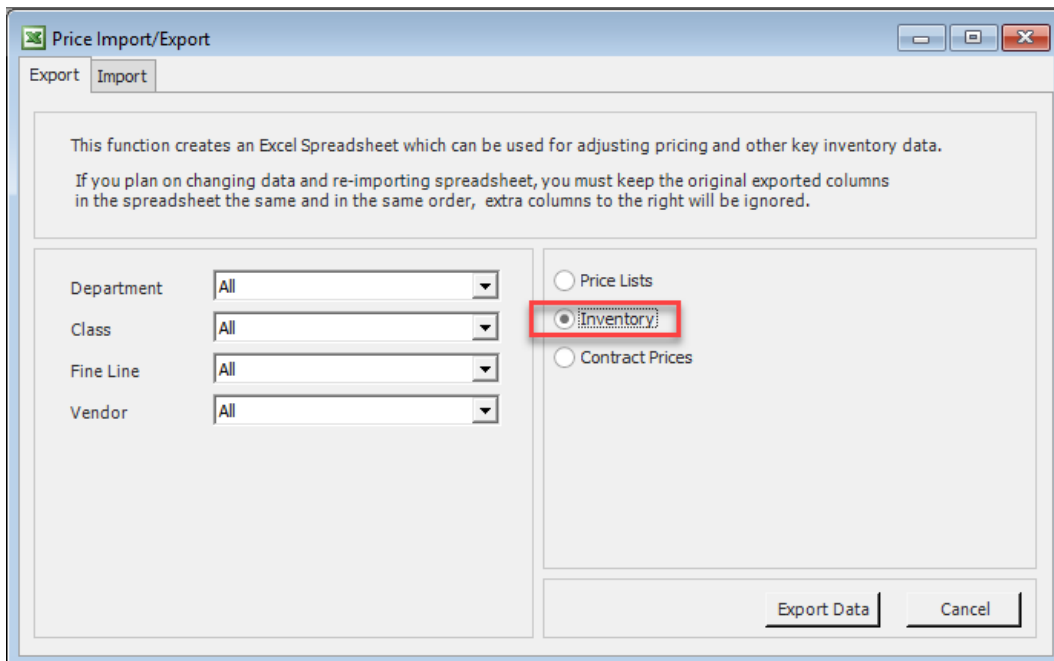 Price Import/Export
Export Import
This function creates an Excel Spreadsheet which can be used for adjusting pricing and other key inventory data.
If you plan on changing data and re-importing spreadsheet, you must keep the original exported columns
in the spreadsheet the same and in the same order, extra columns to the right will be ignored.
Department All
Class All
Fine Line All
Vendor All
Price Lists
Inventory
Contract Prices
Export Data Cancel